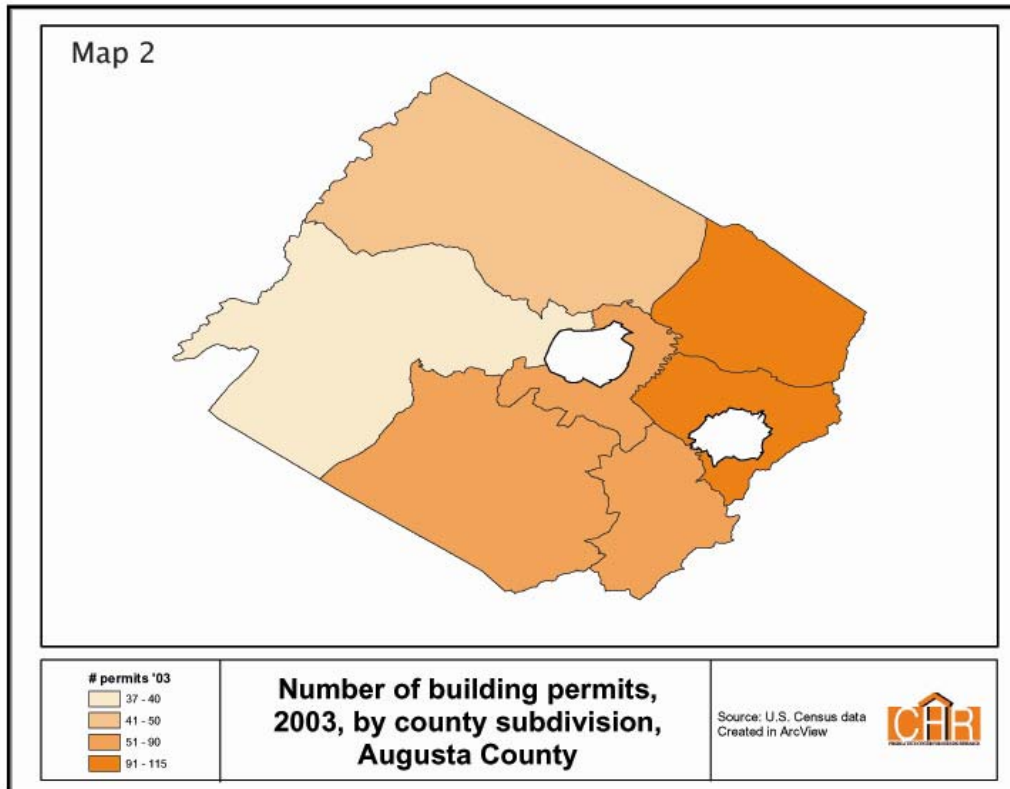 Map 2
# permits '03
37 - 40
41 - 50
51 - 90
91 - 115
Number of building permits,
2003, by county subdivision,
Augusta County
Source: U.S. Census data
Created in ArcView
CHR